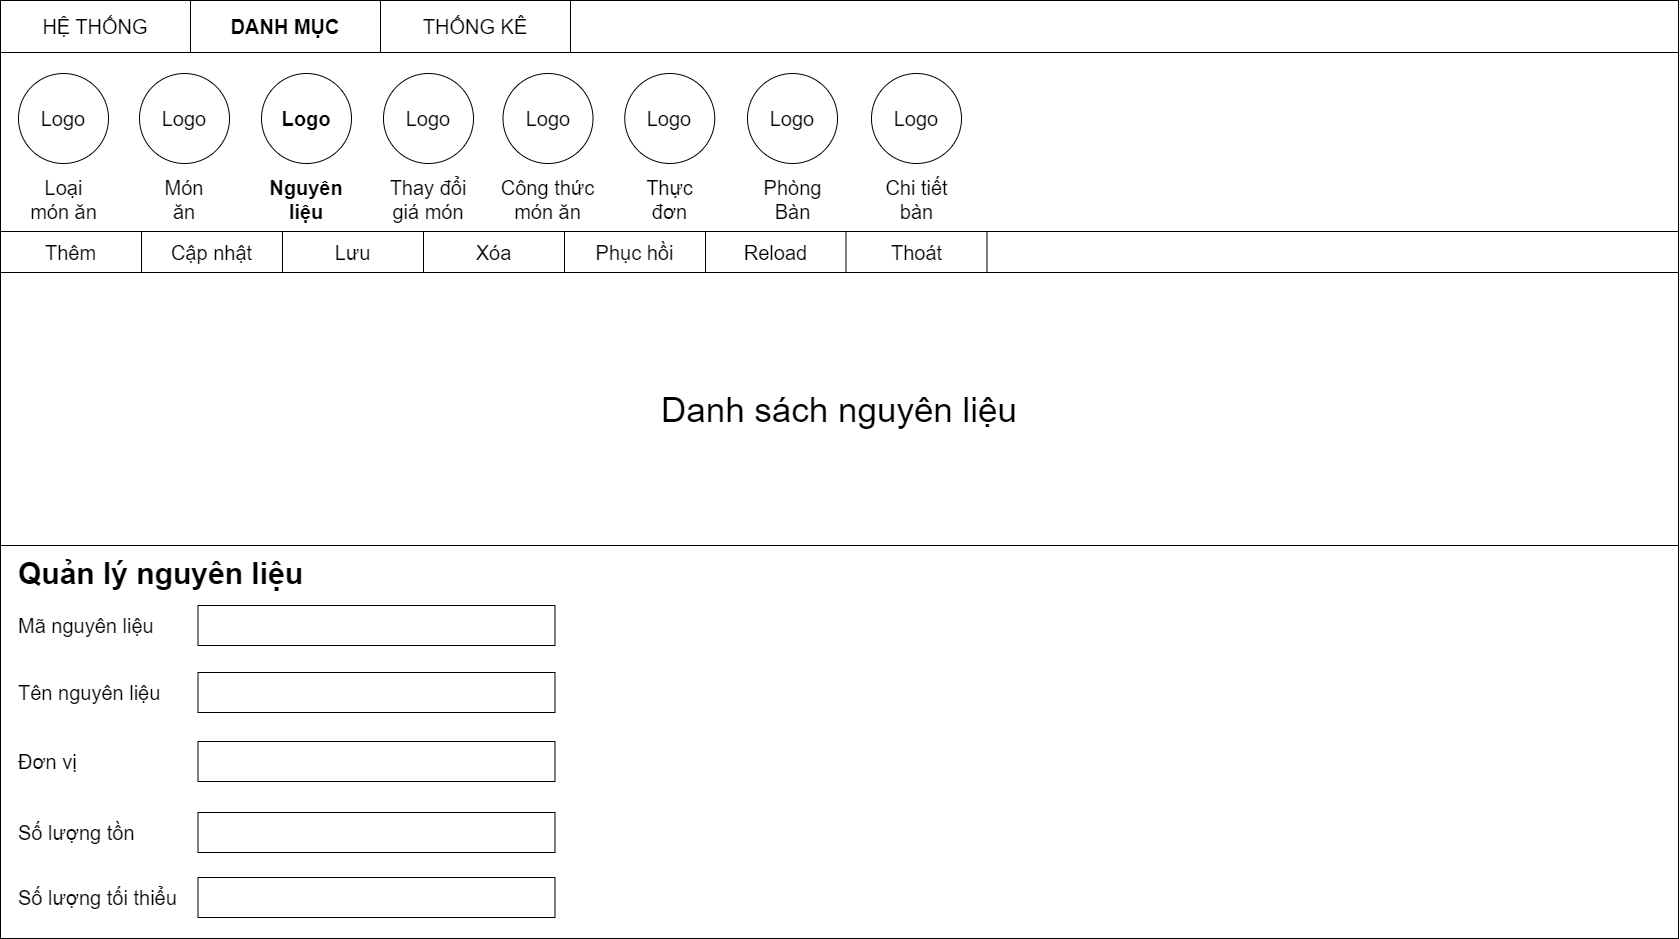 HỆ THỐNG
DANH MỤC
THỐNG KÊ
Logo
Logo
Logo
Logo
Logo
Logo
Logo
Logo
Loại
món ăn
Món
ăn
Nguyên
liệu
Thay đổi
giá món
Công thức
món ăn
Thực
đơn
Phòng
Bàn
Chi tiết
bàn
Thêm
Cập nhật
Lưu
Xóa
Phục hồi
Reload
Thoát
Danh sách nguyên liệu
Quản lý nguyên liệu
Mã nguyên liệu
Tên nguyên liệu
Đơn vị
Số lượng tồn
Số lượng tối thiểu